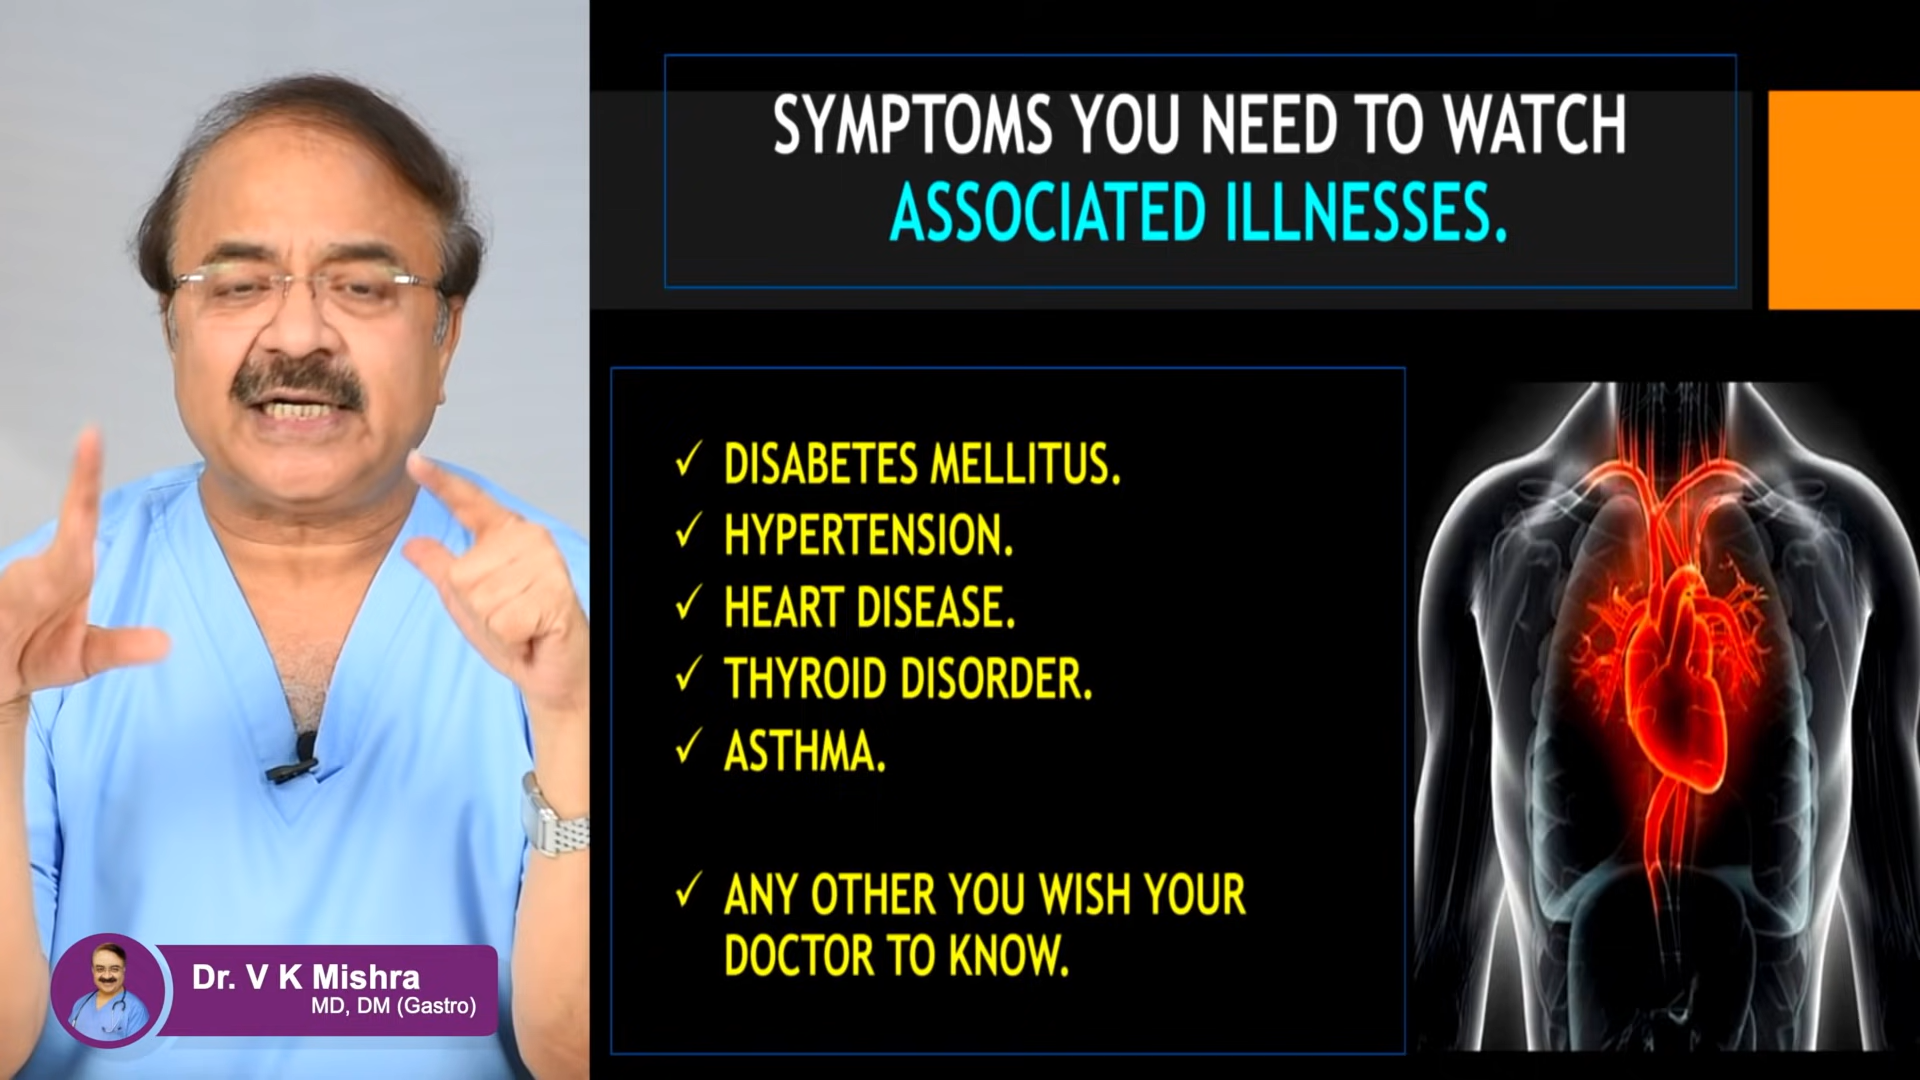 SYMPTOMS YOU NEED TO WATCH
ASSOCIATED ILLNESSES.
✓ DISABETES MELLITUS.
✓ HYPERTENSION.
✓ HEART DISEASE.
✓ THYROID DISORDER.
✓ ASTHMA.
✓ ANY OTHER YOU WISH YOUR
DOCTOR TO KNOW.
Dr. V K Mishra
MD, DM (Gastro)